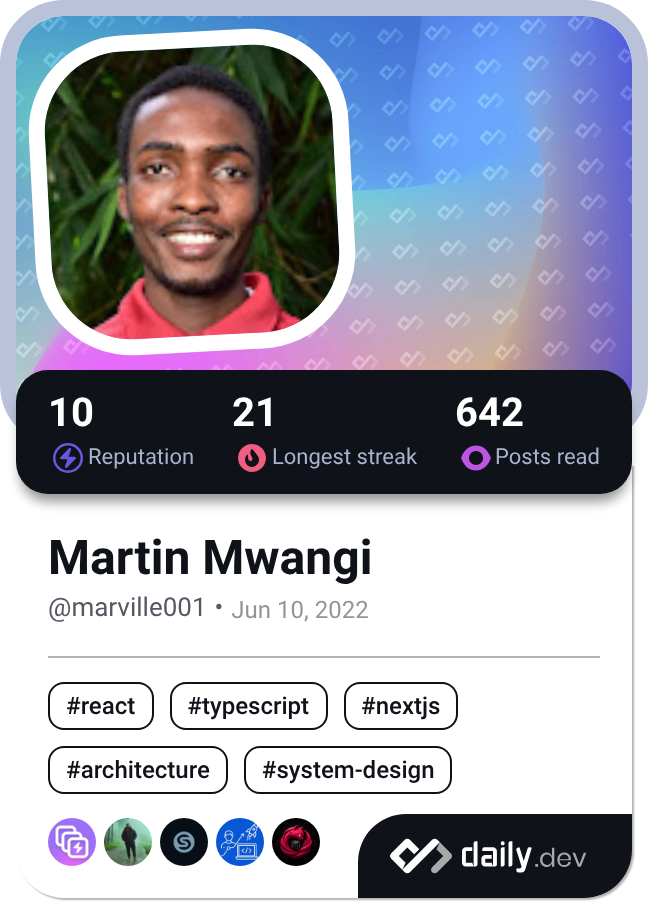 10 21 642
Reputation Longest streak Posts read
Martin Mwangi
@marville001 • Jun 10, 2022
#react #typescript #nextjs
#architecture #system-design
daily.dev